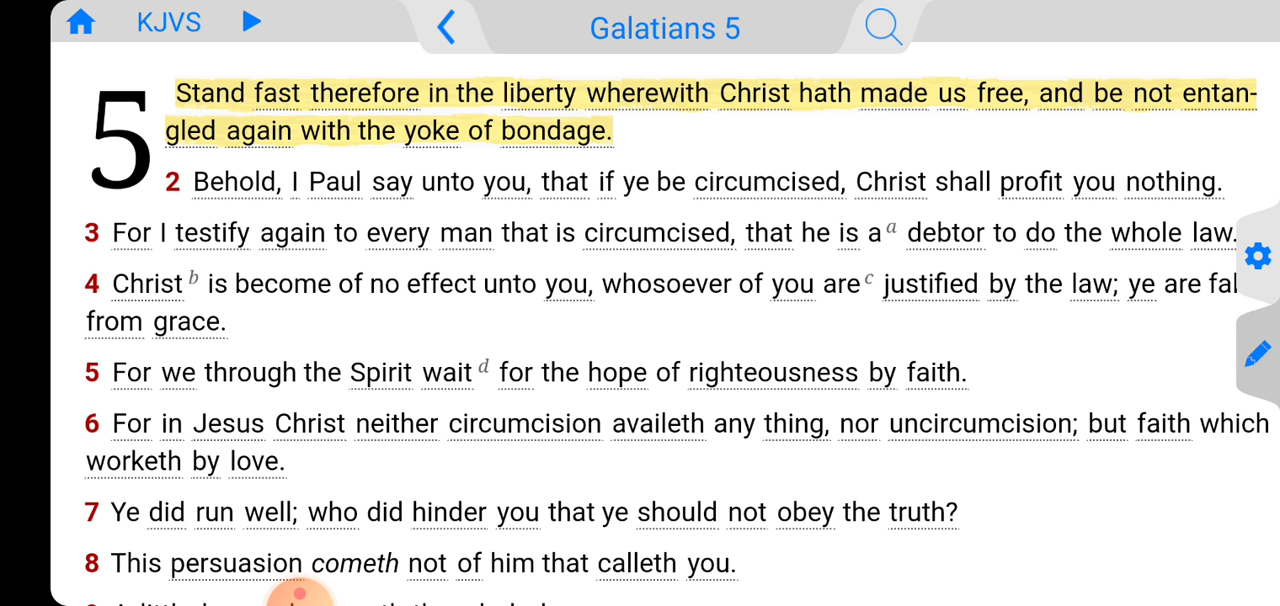 KJVS
Galatians 5
5 Stand fast therefore in the liberty wherewith Christ hath made us free, and be not entan-
gled again with the yoke of bondage.
2 Behold, I Paul say unto you, that if ye be circumcised, Christ shall profit you nothing.
3 For I testify again to every man that is circumcised, that he is a a debtor to do the whole law.
4 Christ b is become of no effect unto you, whosoever of you are c justified by the law; ye are fal
from grace.
5 For we through the Spirit wait d for the hope of righteousness by faith.
6 For in Jesus Christ neither circumcision availeth any thing, nor uncircumcision; but faith which
worketh by love.
7 Ye did run well; who did hinder you that ye should not obey the truth?
8 This persuasion cometh not of him that calleth you.